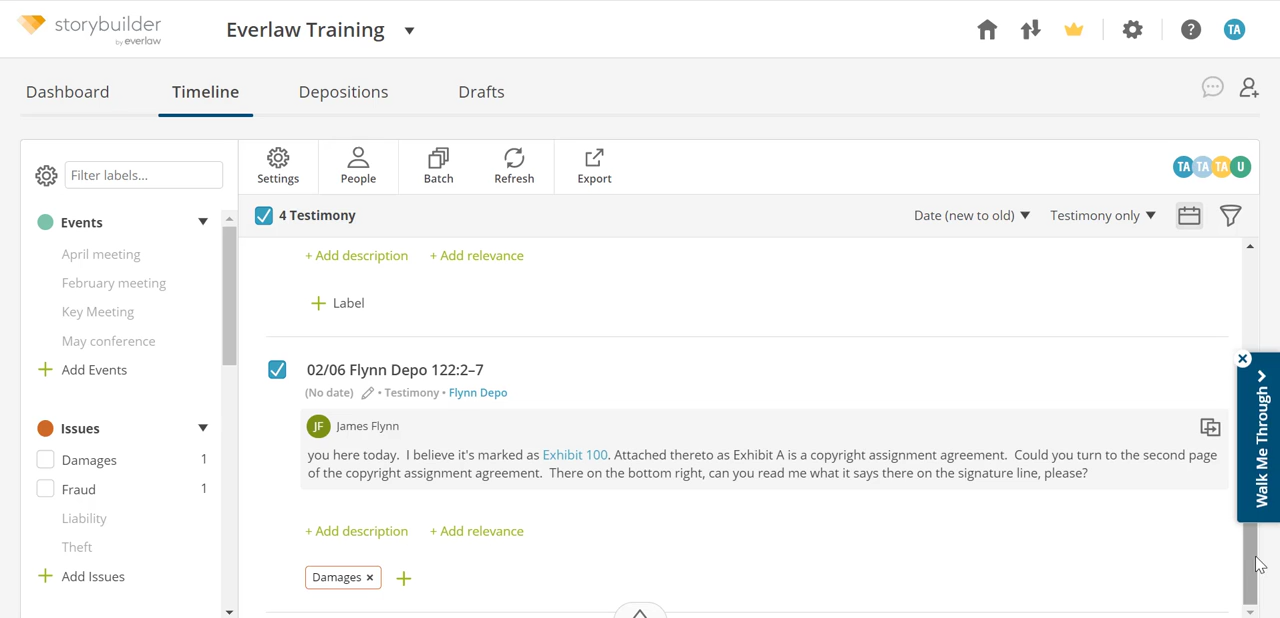 storybuilder
by everlaw
Everlaw Training
?
TA
Dashboard
Timeline
Depositions
Drafts
Filter labels...
Settings
People
Batch
Refresh
Export
TA TA TA U
4 Testimony
Date (new to old)
Testimony only
Events
April meeting
February meeting
Key Meeting
May conference
+ Add Events
Issues
Damages 1
Fraud 1
Liability
Theft
+ Add Issues
+ Add description + Add relevance
+ Label
02/06 Flynn Depo 122:2–7
(No date) • Testimony • Flynn Depo
JF James Flynn
you here today. I believe it's marked as Exhibit 100. Attached thereto as Exhibit A is a copyright assignment agreement. Could you turn to the second page
of the copyright assignment agreement. There on the bottom right, can you read me what it says there on the signature line, please?
+ Add description + Add relevance
Damages × +
Walk Me Through